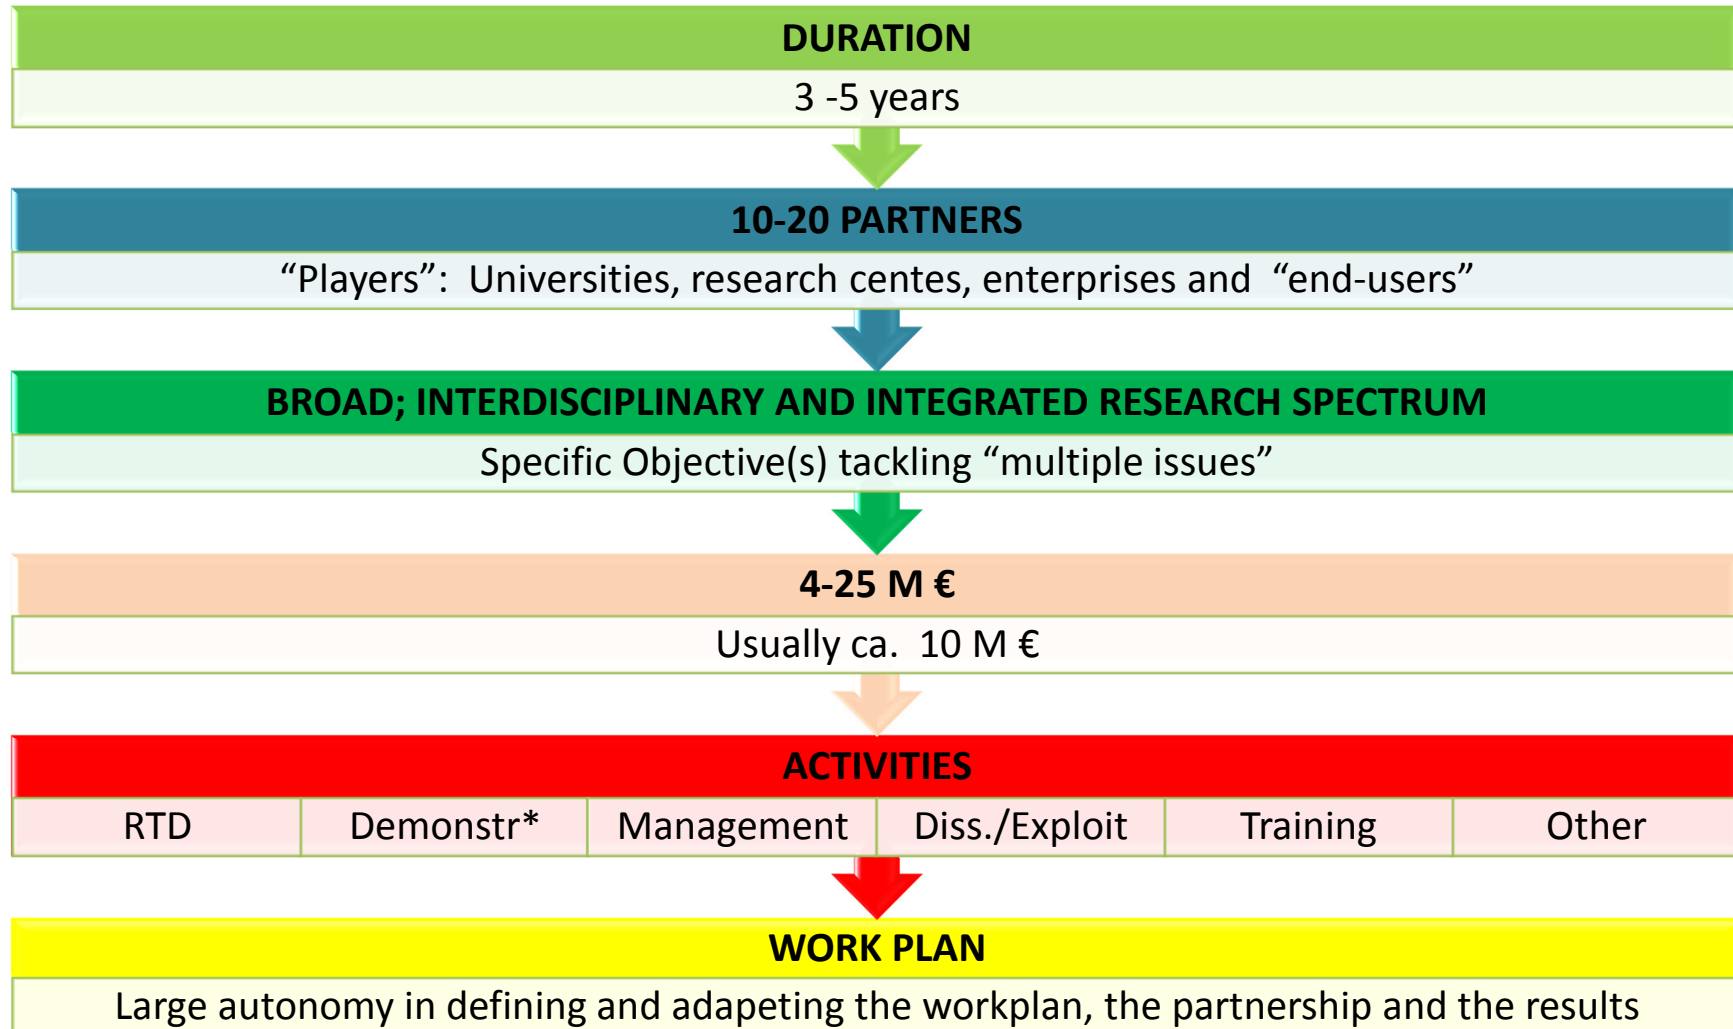 DURATION
3 -5 years
10-20 PARTNERS
“Players”:  Universities, research centes, enterprises and  “end-users”
BROAD; INTERDISCIPLINARY AND INTEGRATED RESEARCH SPECTRUM
Specific Objective(s) tackling “multiple issues”
4-25 M €
Usually ca.  10 M €
ACTIVITIES
RTD Demonstr* Management Diss./Exploit Training Other
WORK PLAN
Large autonomy in defining and adapeting the workplan, the partnership and the results